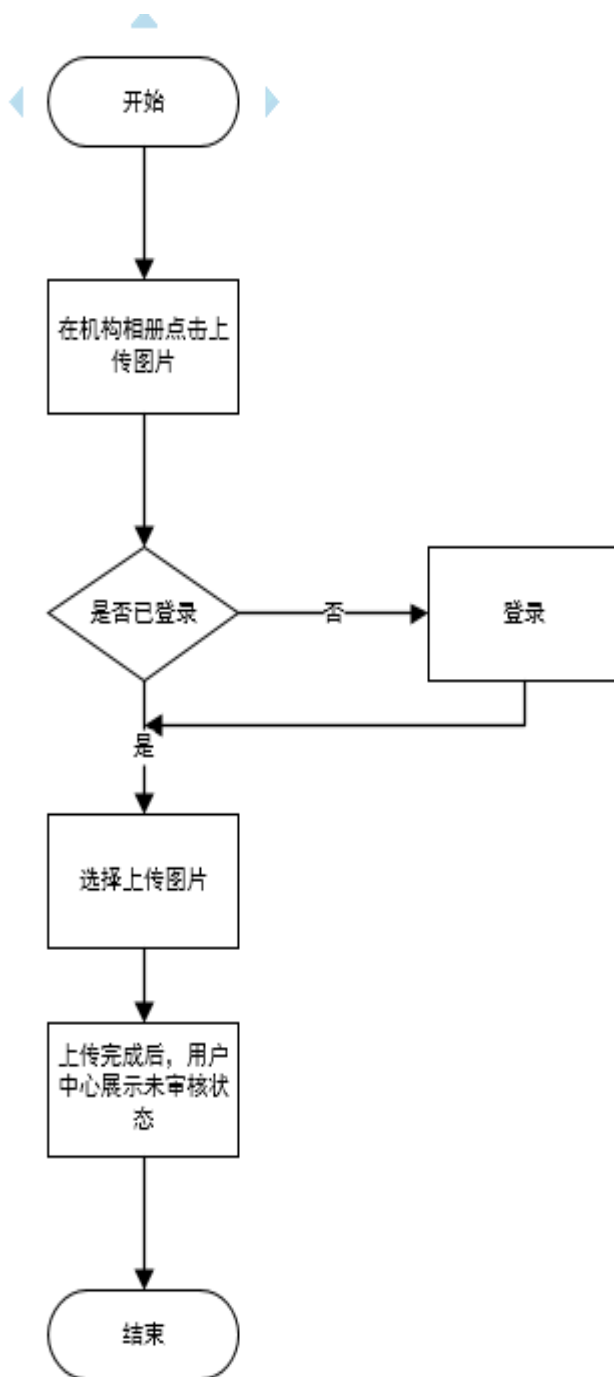 开始
在机构相册点击上
传图片
是否已登录
否
登录
是
选择上传图片
上传完成后，用户
中心展示未审核状
态
结束